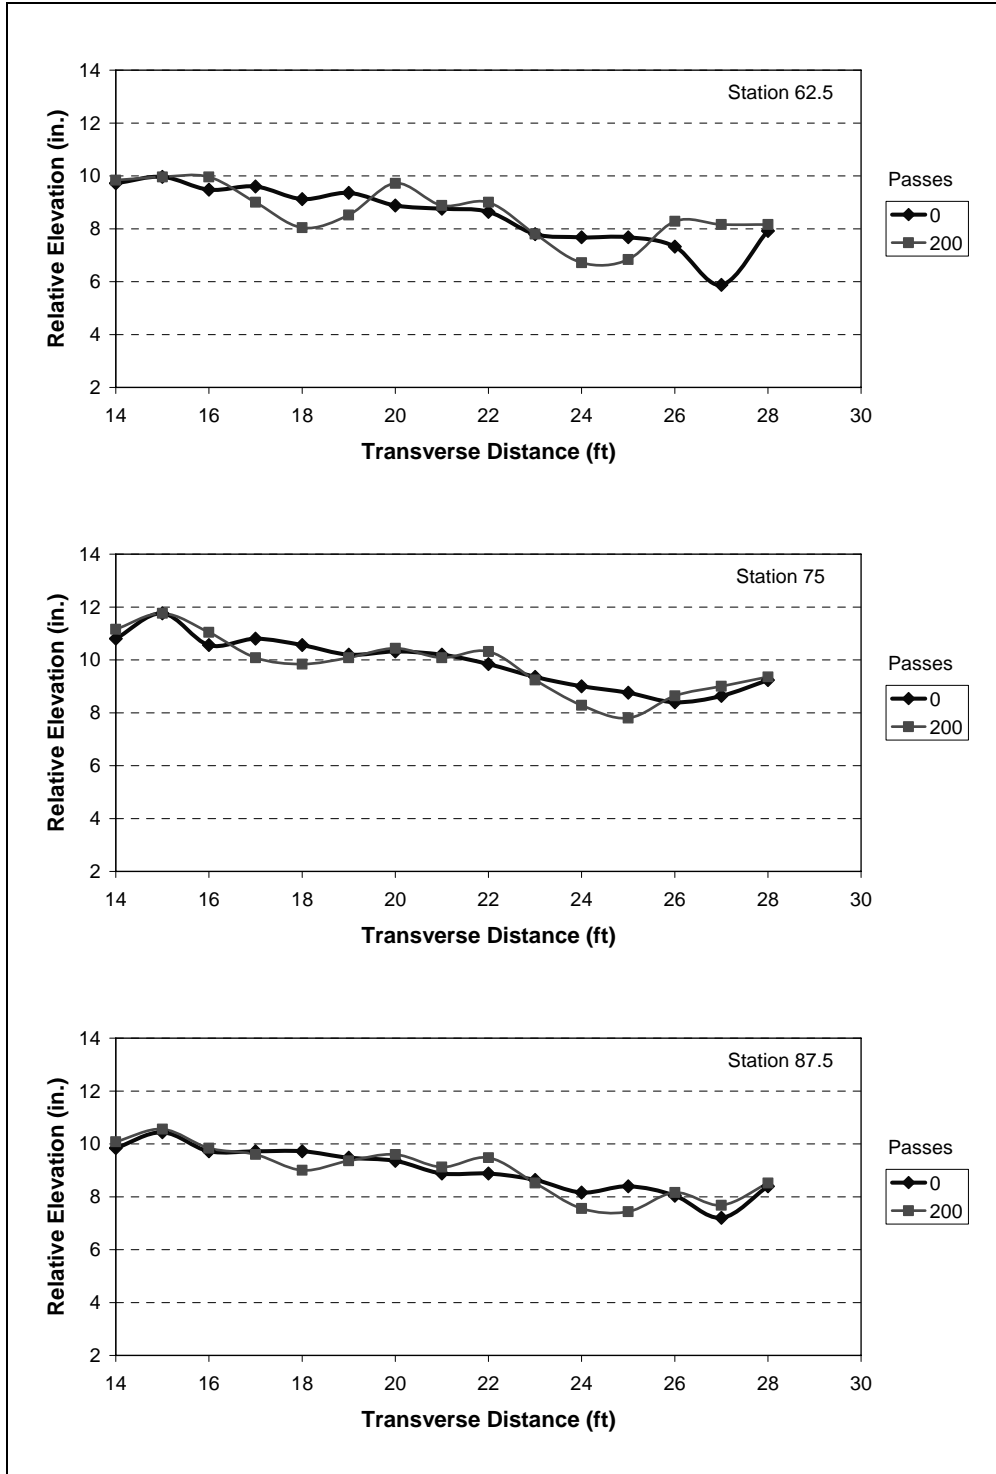 Station 62.5
Relative Elevation (in.)
14
12
10
8
6
4
2
14 16 18 20 22 24 26 28 30
Transverse Distance (ft)
Passes
0
200
Station 75
Relative Elevation (in.)
14
12
10
8
6
4
2
14 16 18 20 22 24 26 28 30
Transverse Distance (ft)
Passes
0
200
Station 87.5
Relative Elevation (in.)
14
12
10
8
6
4
2
14 16 18 20 22 24 26 28 30
Transverse Distance (ft)
Passes
0
200